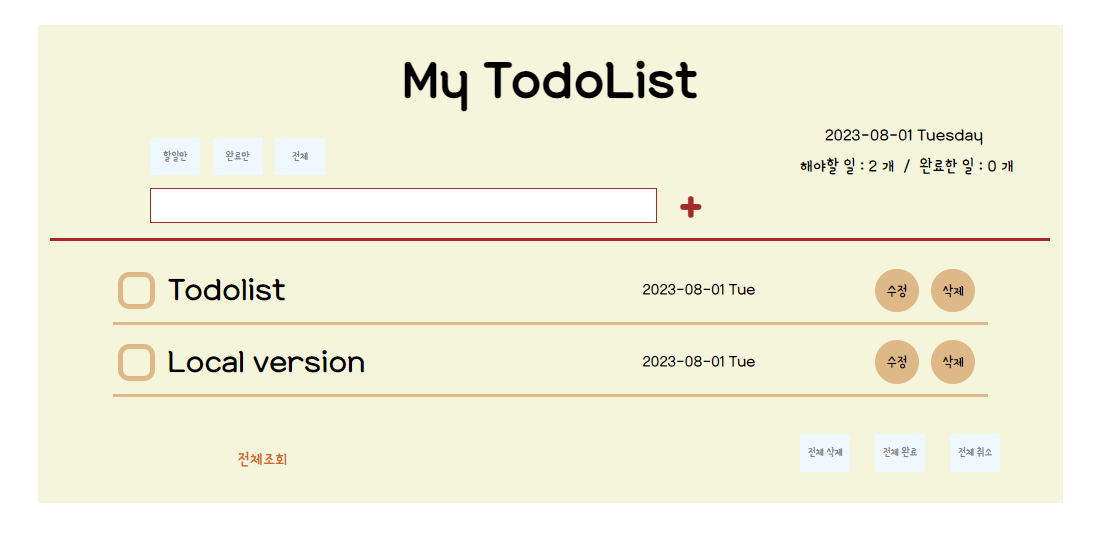 My TodoList
2023-08-01 Tuesday
할일만 완료만 전체
해야할 일 : 2 개 / 완료한 일 : 0 개
Todolist 2023-08-01 Tue 수정 삭제
Local version 2023-08-01 Tue 수정 삭제
전체조회 전체 삭제 전체 완료 전체 취소